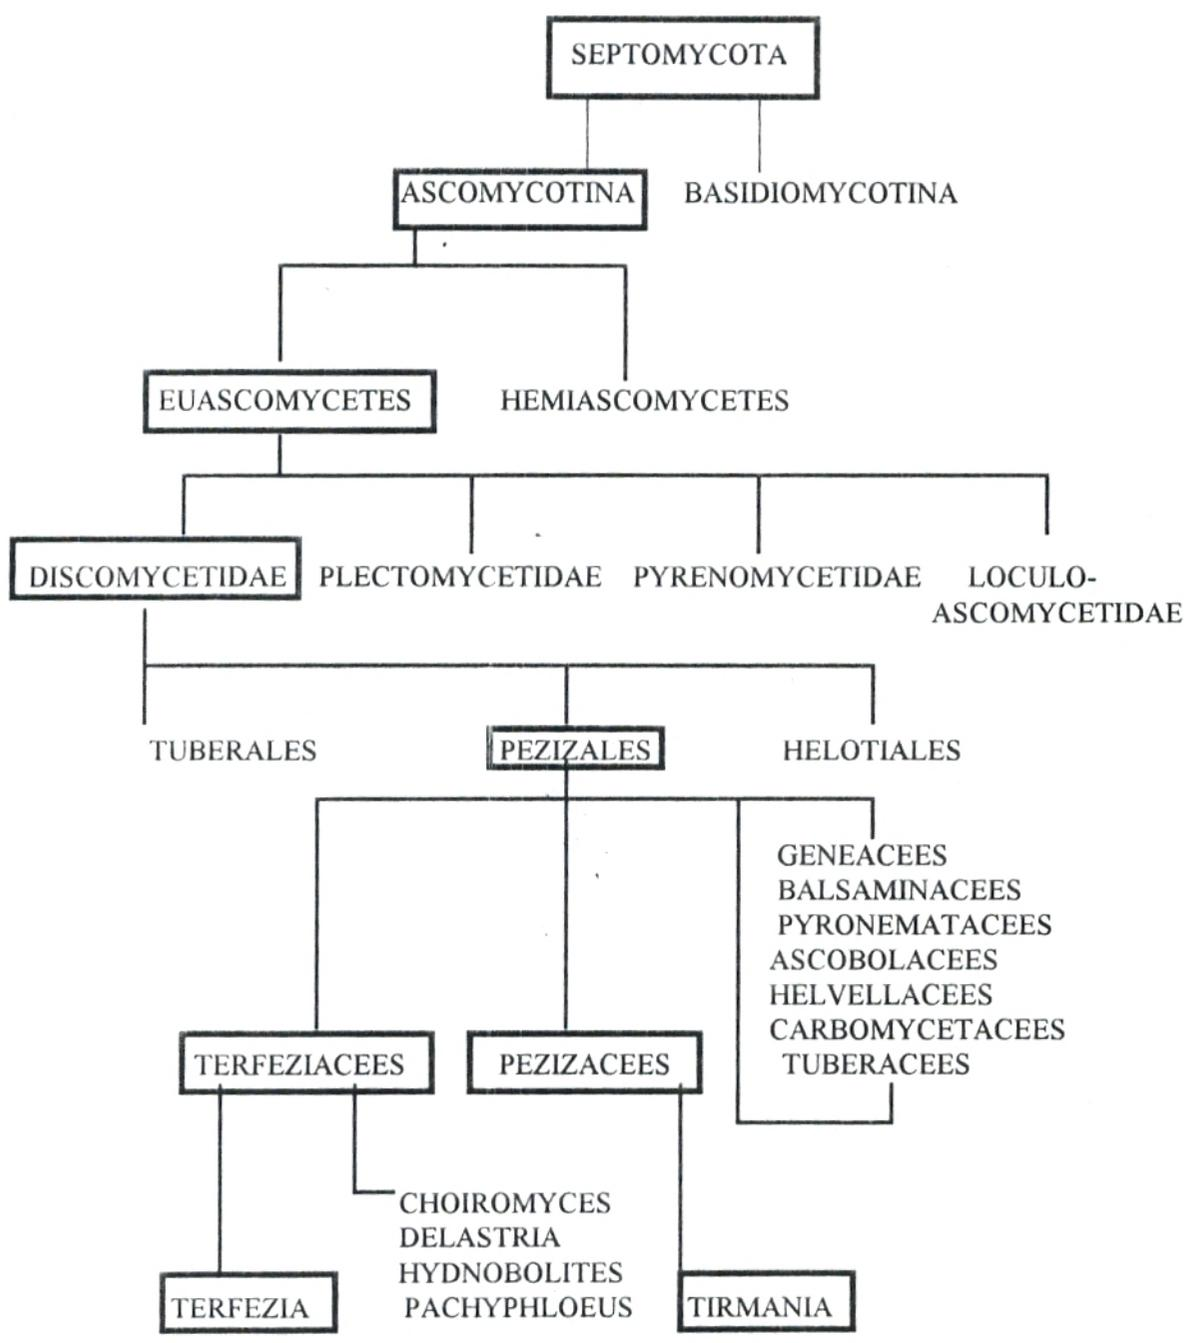 SEPTOMYCOTA
ASCOMYCOTINA BASIDIOMYCOTINA
EUASCOMYCETES HEMIASCOMYCETES
DISCOMYCETIDAE PLECTOMYCETIDAE PYRENOMYCETIDAE LOCULO-
ASCOMYCETIDAE
TUBERALES PEZIZALES HELOTIALES
GENEACEES
BALSAMINACEES
PYRONEMATACEES
ASCOBOLACEES
HELVELLACEES
CARBOMYCETACEES
TERFEZIACEES PEZIZACEES TUBERACEES
CHOIROMYCES
DELASTRIA
HYDNOBOLITES
TERFEZIA PACHYPHLOEUS TIRMANIA